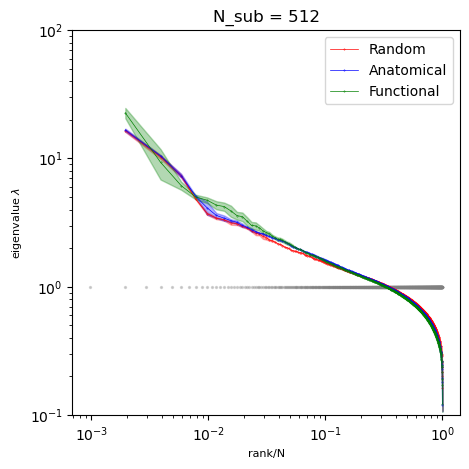 N_sub = 512
10²
10¹
10⁰
10⁻¹
eigenvalue λ
Random
Anatomical
Functional
10⁻³
10⁻²
10⁻¹
10⁰
rank/N